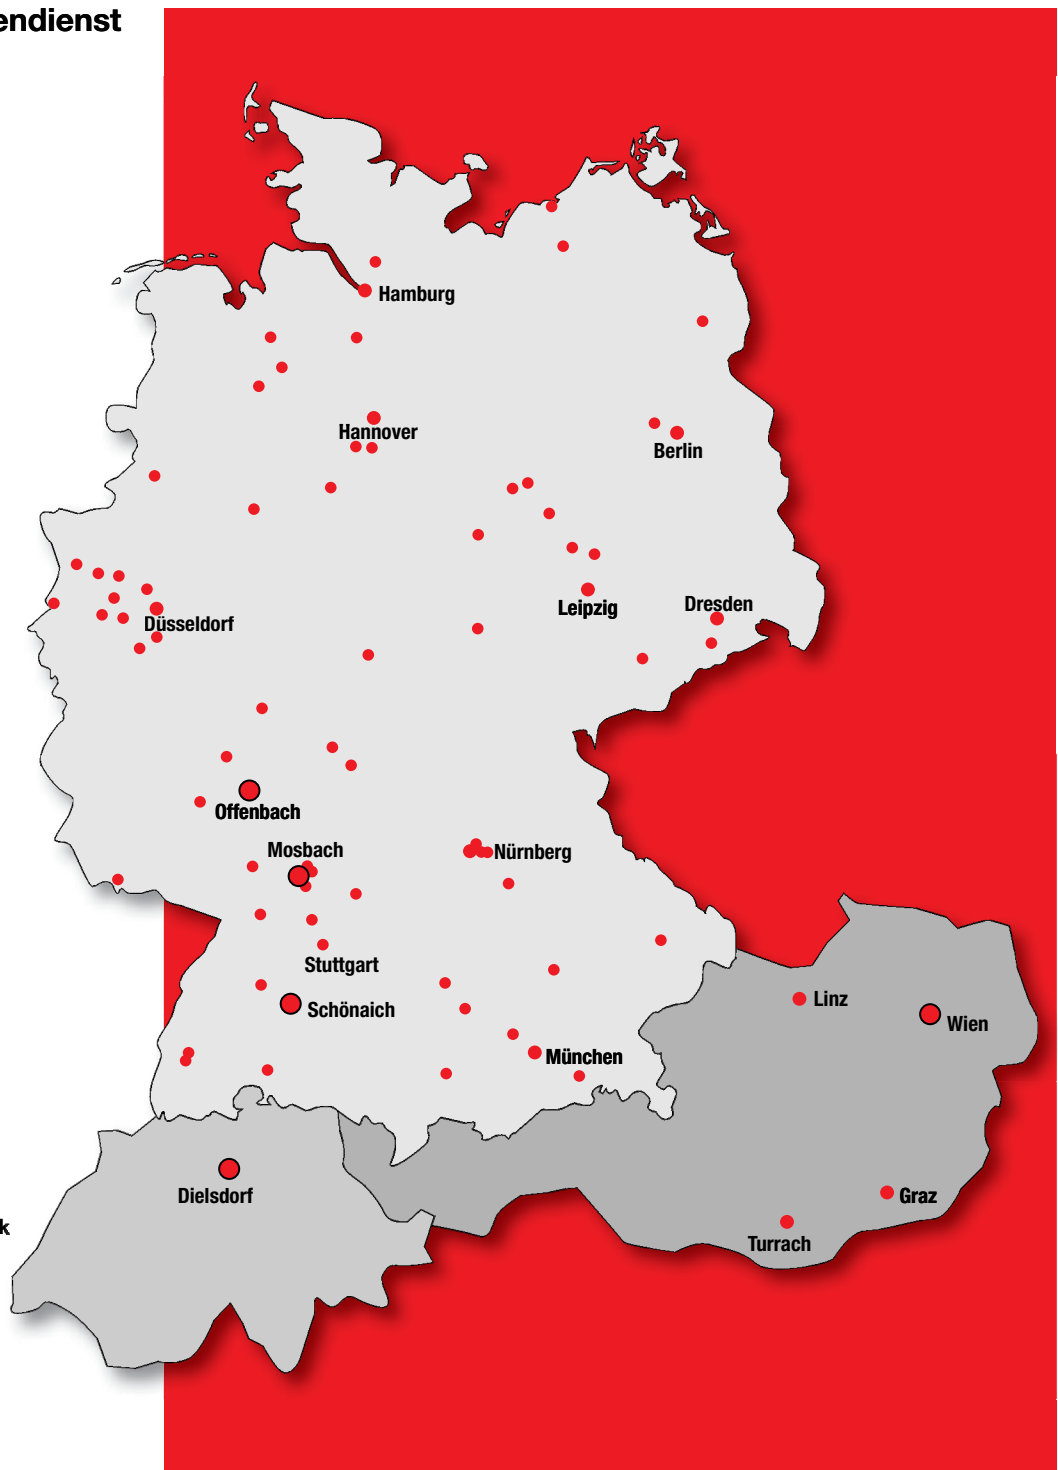 endienst
Hamburg
Hannover
Berlin
Leipzig
Dresden
Düsseldorf
Offenbach
Mosbach
Nürnberg
Stuttgart
Schönaich
Linz
Wien
München
Dielsdorf
Graz
k
Turrach